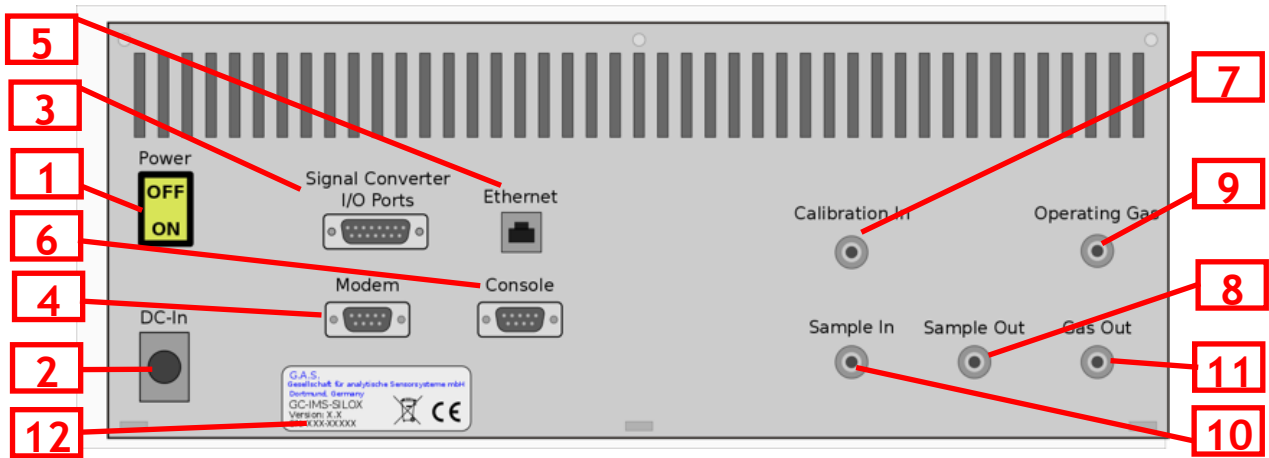 5
3
1
6
4
2
12
7
9
8
11
10
Power
OFF
ON
Signal Converter
I/O Ports
Ethernet
Modem
Console
DC-In
Calibration In
Operating Gas
Sample In
Sample Out
Gas Out
G.A.S.
Gesellschaft für analytische Sensorsysteme mbH
Dortmund, Germany
GC-IMS-SILOX
Version: X.X
XXX-XXXXX
CE